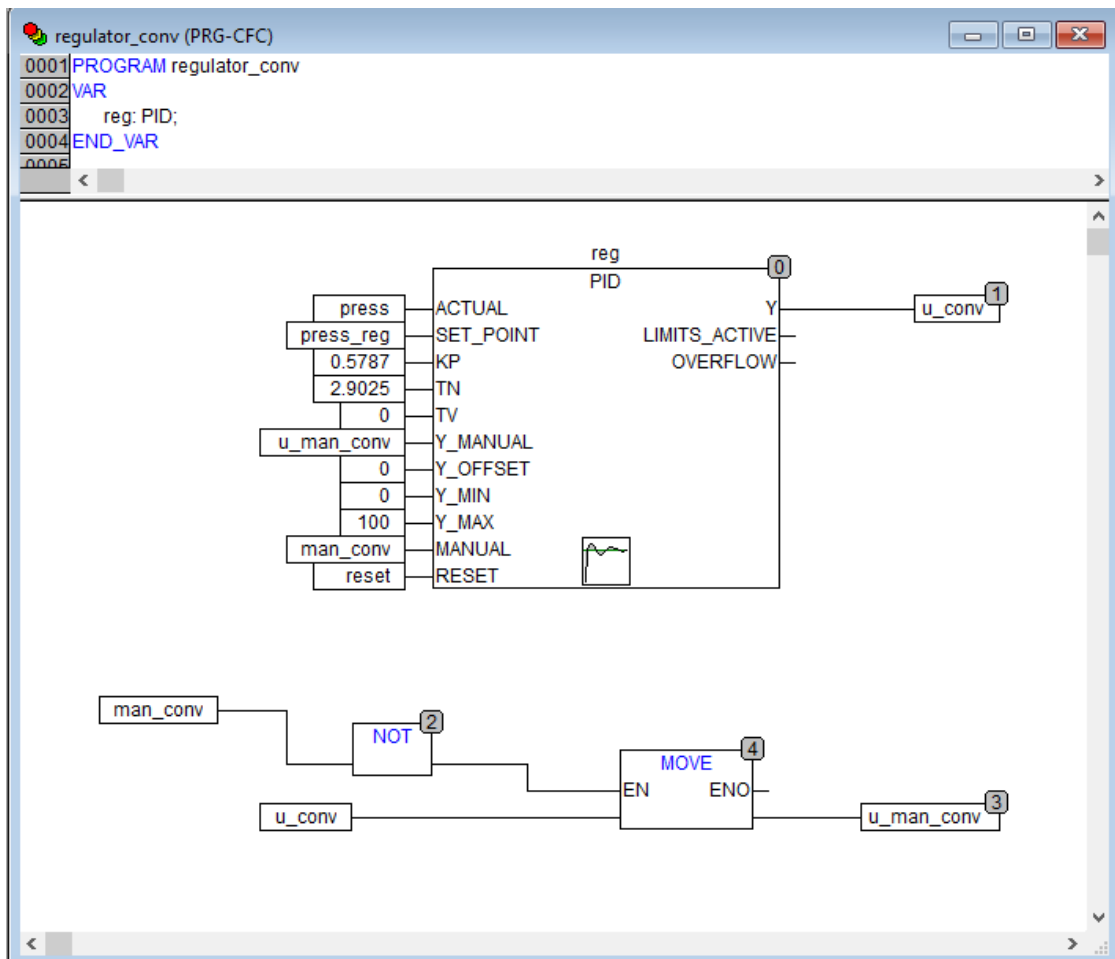 regulator_conv (PRG-CFC)
0001 PROGRAM regulator_conv
0002 VAR
0003 reg: PID;
0004 END_VAR
0005
reg
0
PID
press ACTUAL Y u_conv 1
press_reg SET_POINT LIMITS_ACTIVE
0.5787 KP OVERFLOW
2.9025 TN
0 TV
u_man_conv Y_MANUAL
0 Y_OFFSET
0 Y_MIN
100 Y_MAX
man_conv MANUAL
reset RESET
man_conv
NOT 2
MOVE 4
EN ENO
u_conv u_man_conv 3